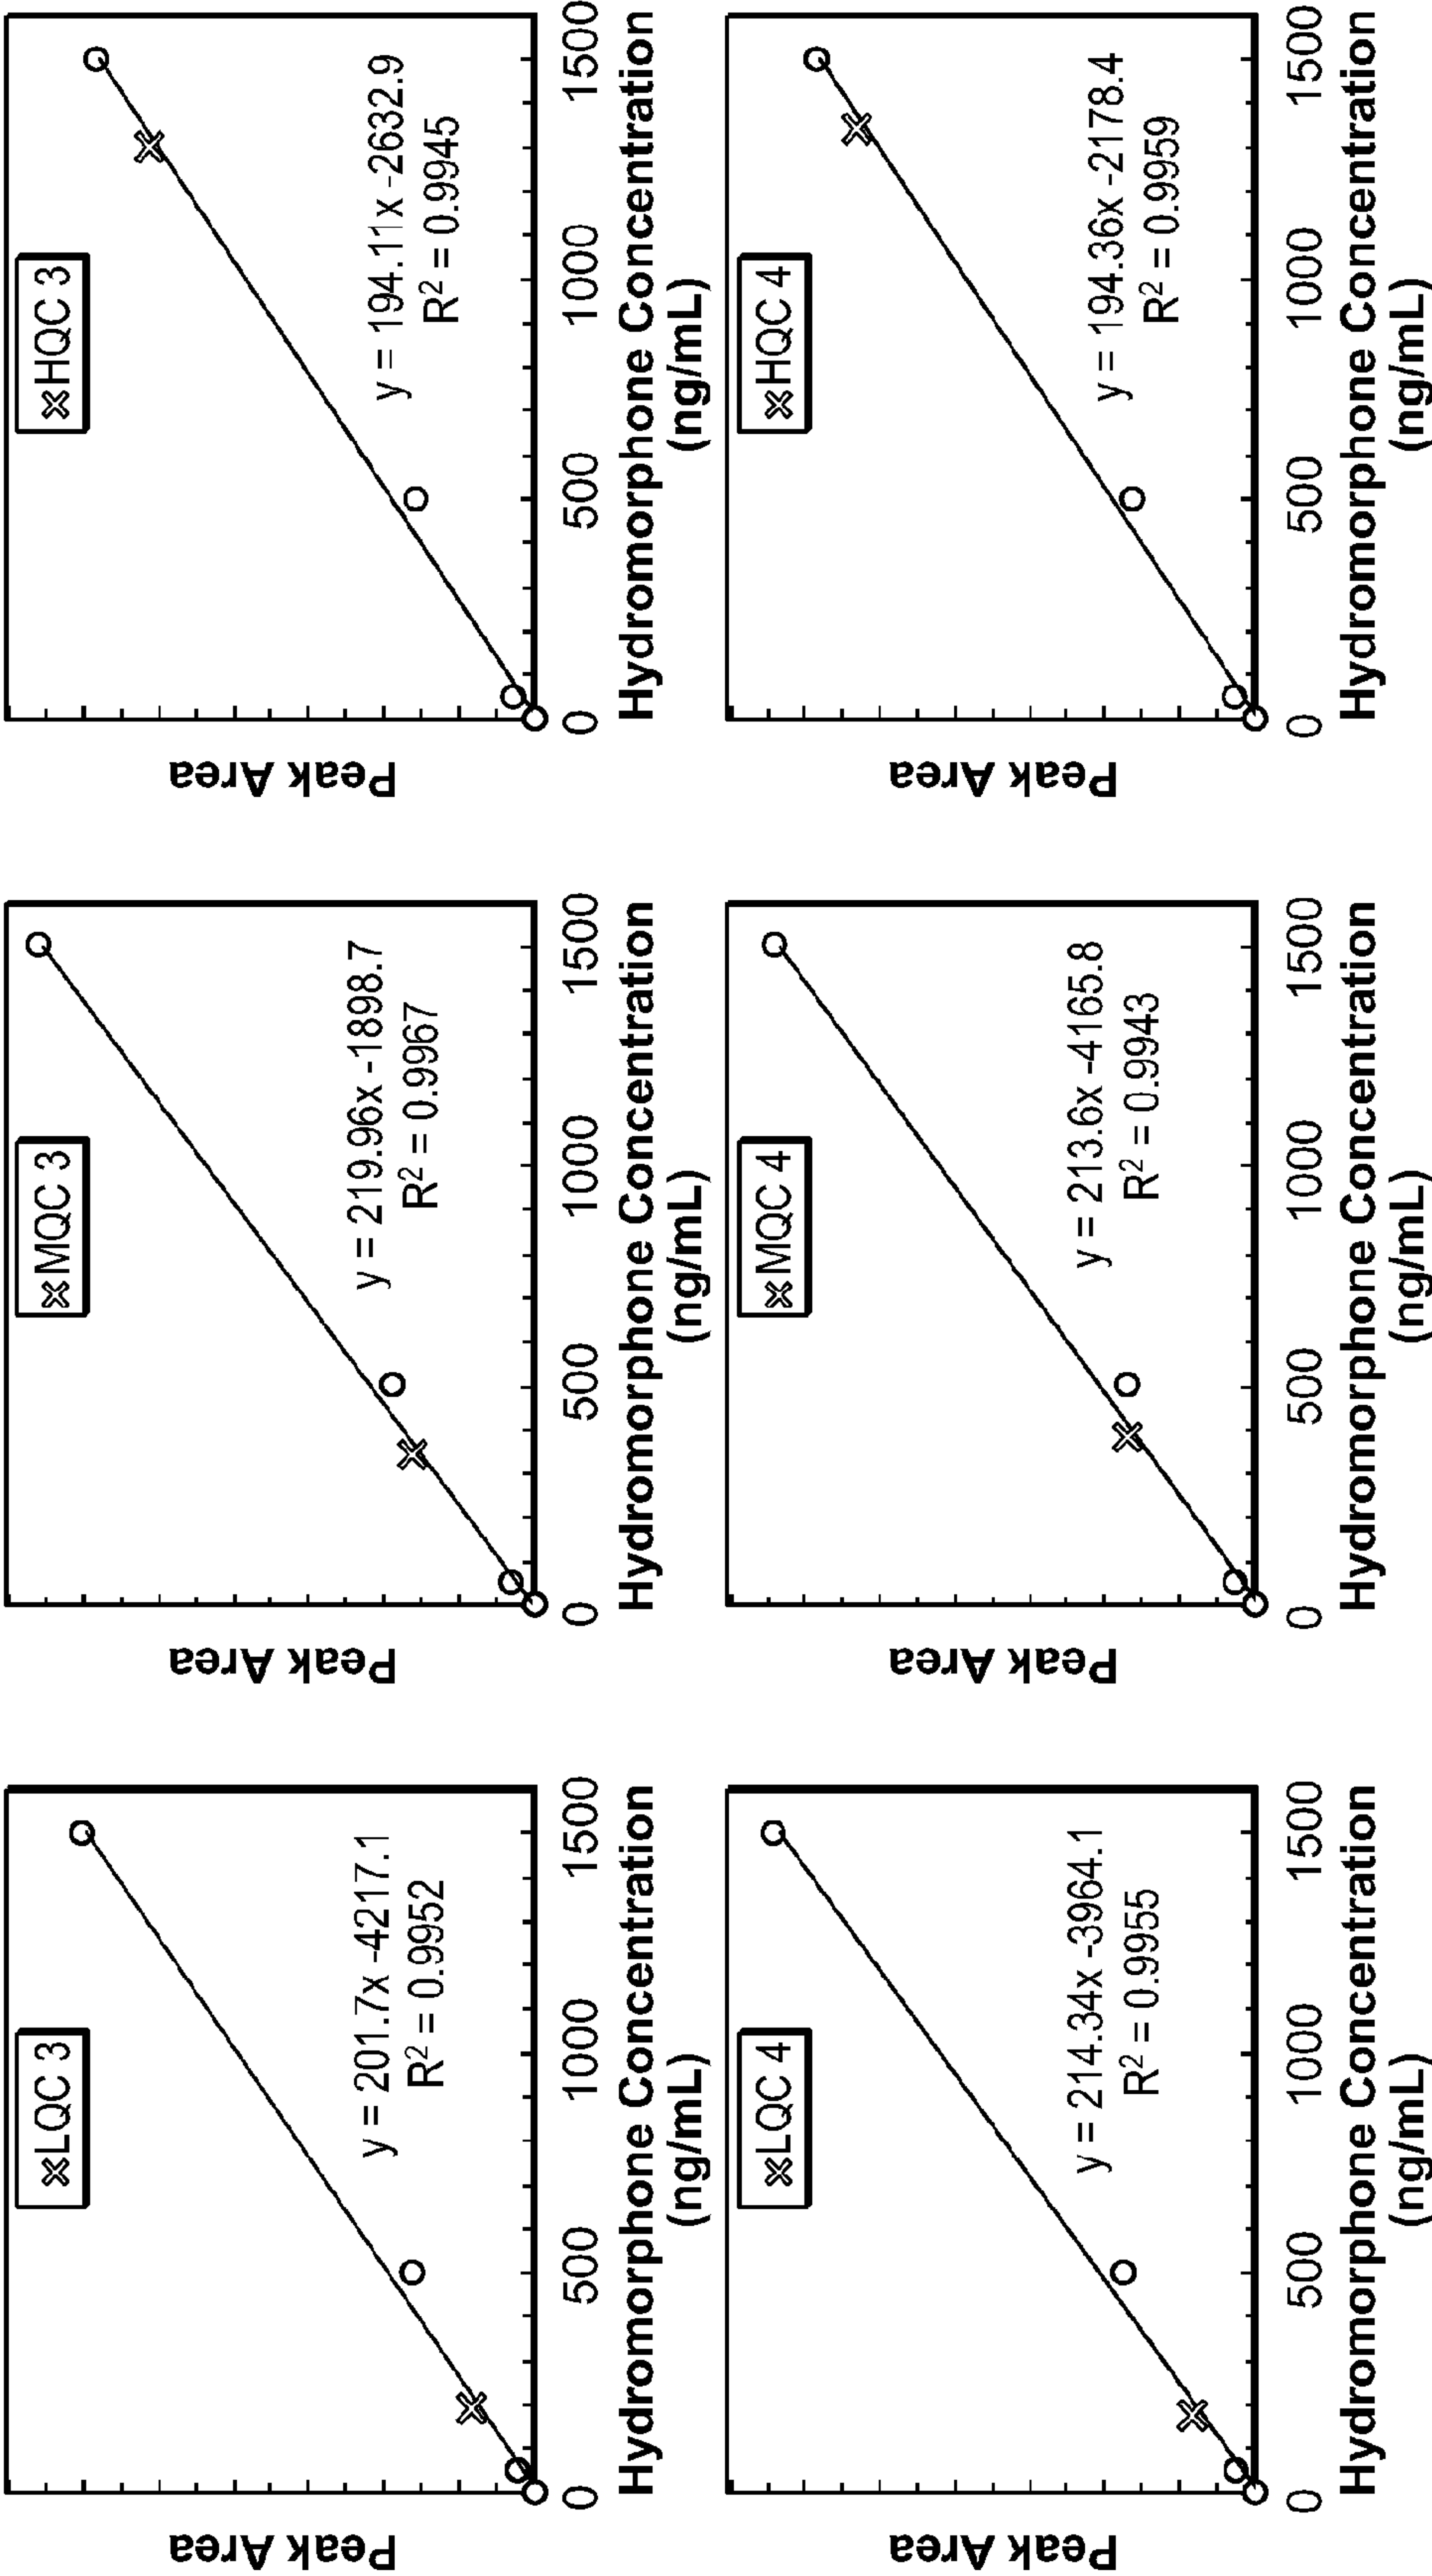 LQC 3
y = 201.7x -4217.1
R² = 0.9952
Peak Area
0 500 1000 1500
Hydromorphone Concentration
(ng/mL)
MQC 3
y = 219.96x -1898.7
R² = 0.9967
Peak Area
0 500 1000 1500
Hydromorphone Concentration
(ng/mL)
HQC 3
y = 194.11x -2632.9
R² = 0.9945
Peak Area
0 500 1000 1500
Hydromorphone Concentration
(ng/mL)
LQC 4
y = 214.34x -3964.1
R² = 0.9955
Peak Area
0 500 1000 1500
Hydromorphone Concentration
(ng/mL)
MQC 4
y = 213.6x -4165.8
R² = 0.9943
Peak Area
0 500 1000 1500
Hydromorphone Concentration
(ng/mL)
HQC 4
y = 194.36x -2178.4
R² = 0.9959
Peak Area
0 500 1000 1500
Hydromorphone Concentration
(ng/mL)